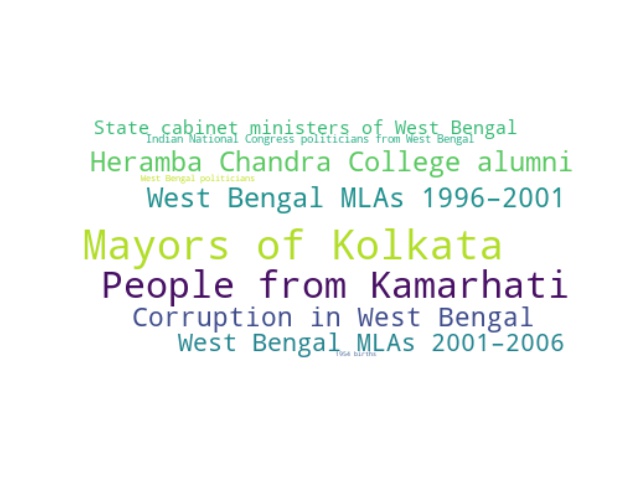 State cabinet ministers of West Bengal
Indian National Congress politicians from West Bengal
Heramba Chandra College alumni
West Bengal politicians
West Bengal MLAs 1996–2001
Mayors of Kolkata
People from Kamarhati
Corruption in West Bengal
West Bengal MLAs 2001–2006
1954 births